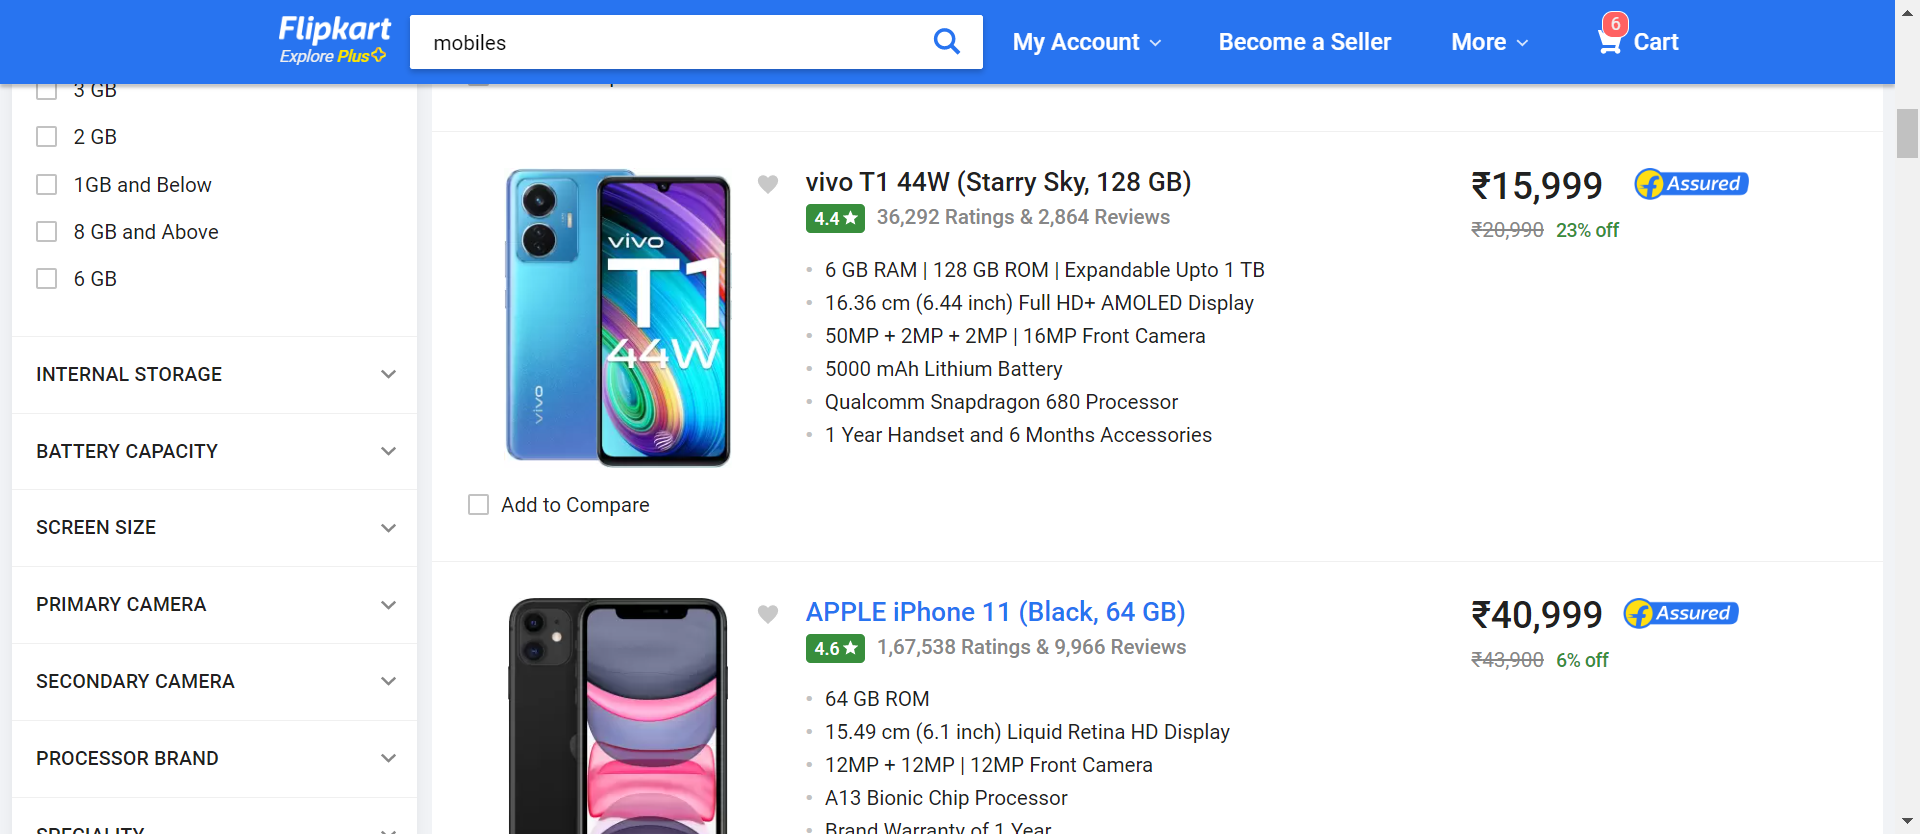 Flipkart
Explore Plus
mobiles
My Account
Become a Seller
More
6
Cart
3 GB
2 GB
1GB and Below
8 GB and Above
6 GB
INTERNAL STORAGE
BATTERY CAPACITY
SCREEN SIZE
PRIMARY CAMERA
SECONDARY CAMERA
PROCESSOR BRAND
SPECIALITY
vivo
T1
44W
vivo
Add to Compare
vivo T1 44W (Starry Sky, 128 GB)
4.4★ 36,292 Ratings & 2,864 Reviews
6 GB RAM | 128 GB ROM | Expandable Upto 1 TB
16.36 cm (6.44 inch) Full HD+ AMOLED Display
50MP + 2MP + 2MP | 16MP Front Camera
5000 mAh Lithium Battery
Qualcomm Snapdragon 680 Processor
1 Year Handset and 6 Months Accessories
₹15,999 Assured
₹20,990 23% off
APPLE iPhone 11 (Black, 64 GB)
4.6★ 1,67,538 Ratings & 9,966 Reviews
64 GB ROM
15.49 cm (6.1 inch) Liquid Retina HD Display
12MP + 12MP | 12MP Front Camera
A13 Bionic Chip Processor
Brand Warranty of 1 Year
₹40,999 Assured
₹43,900 6% off